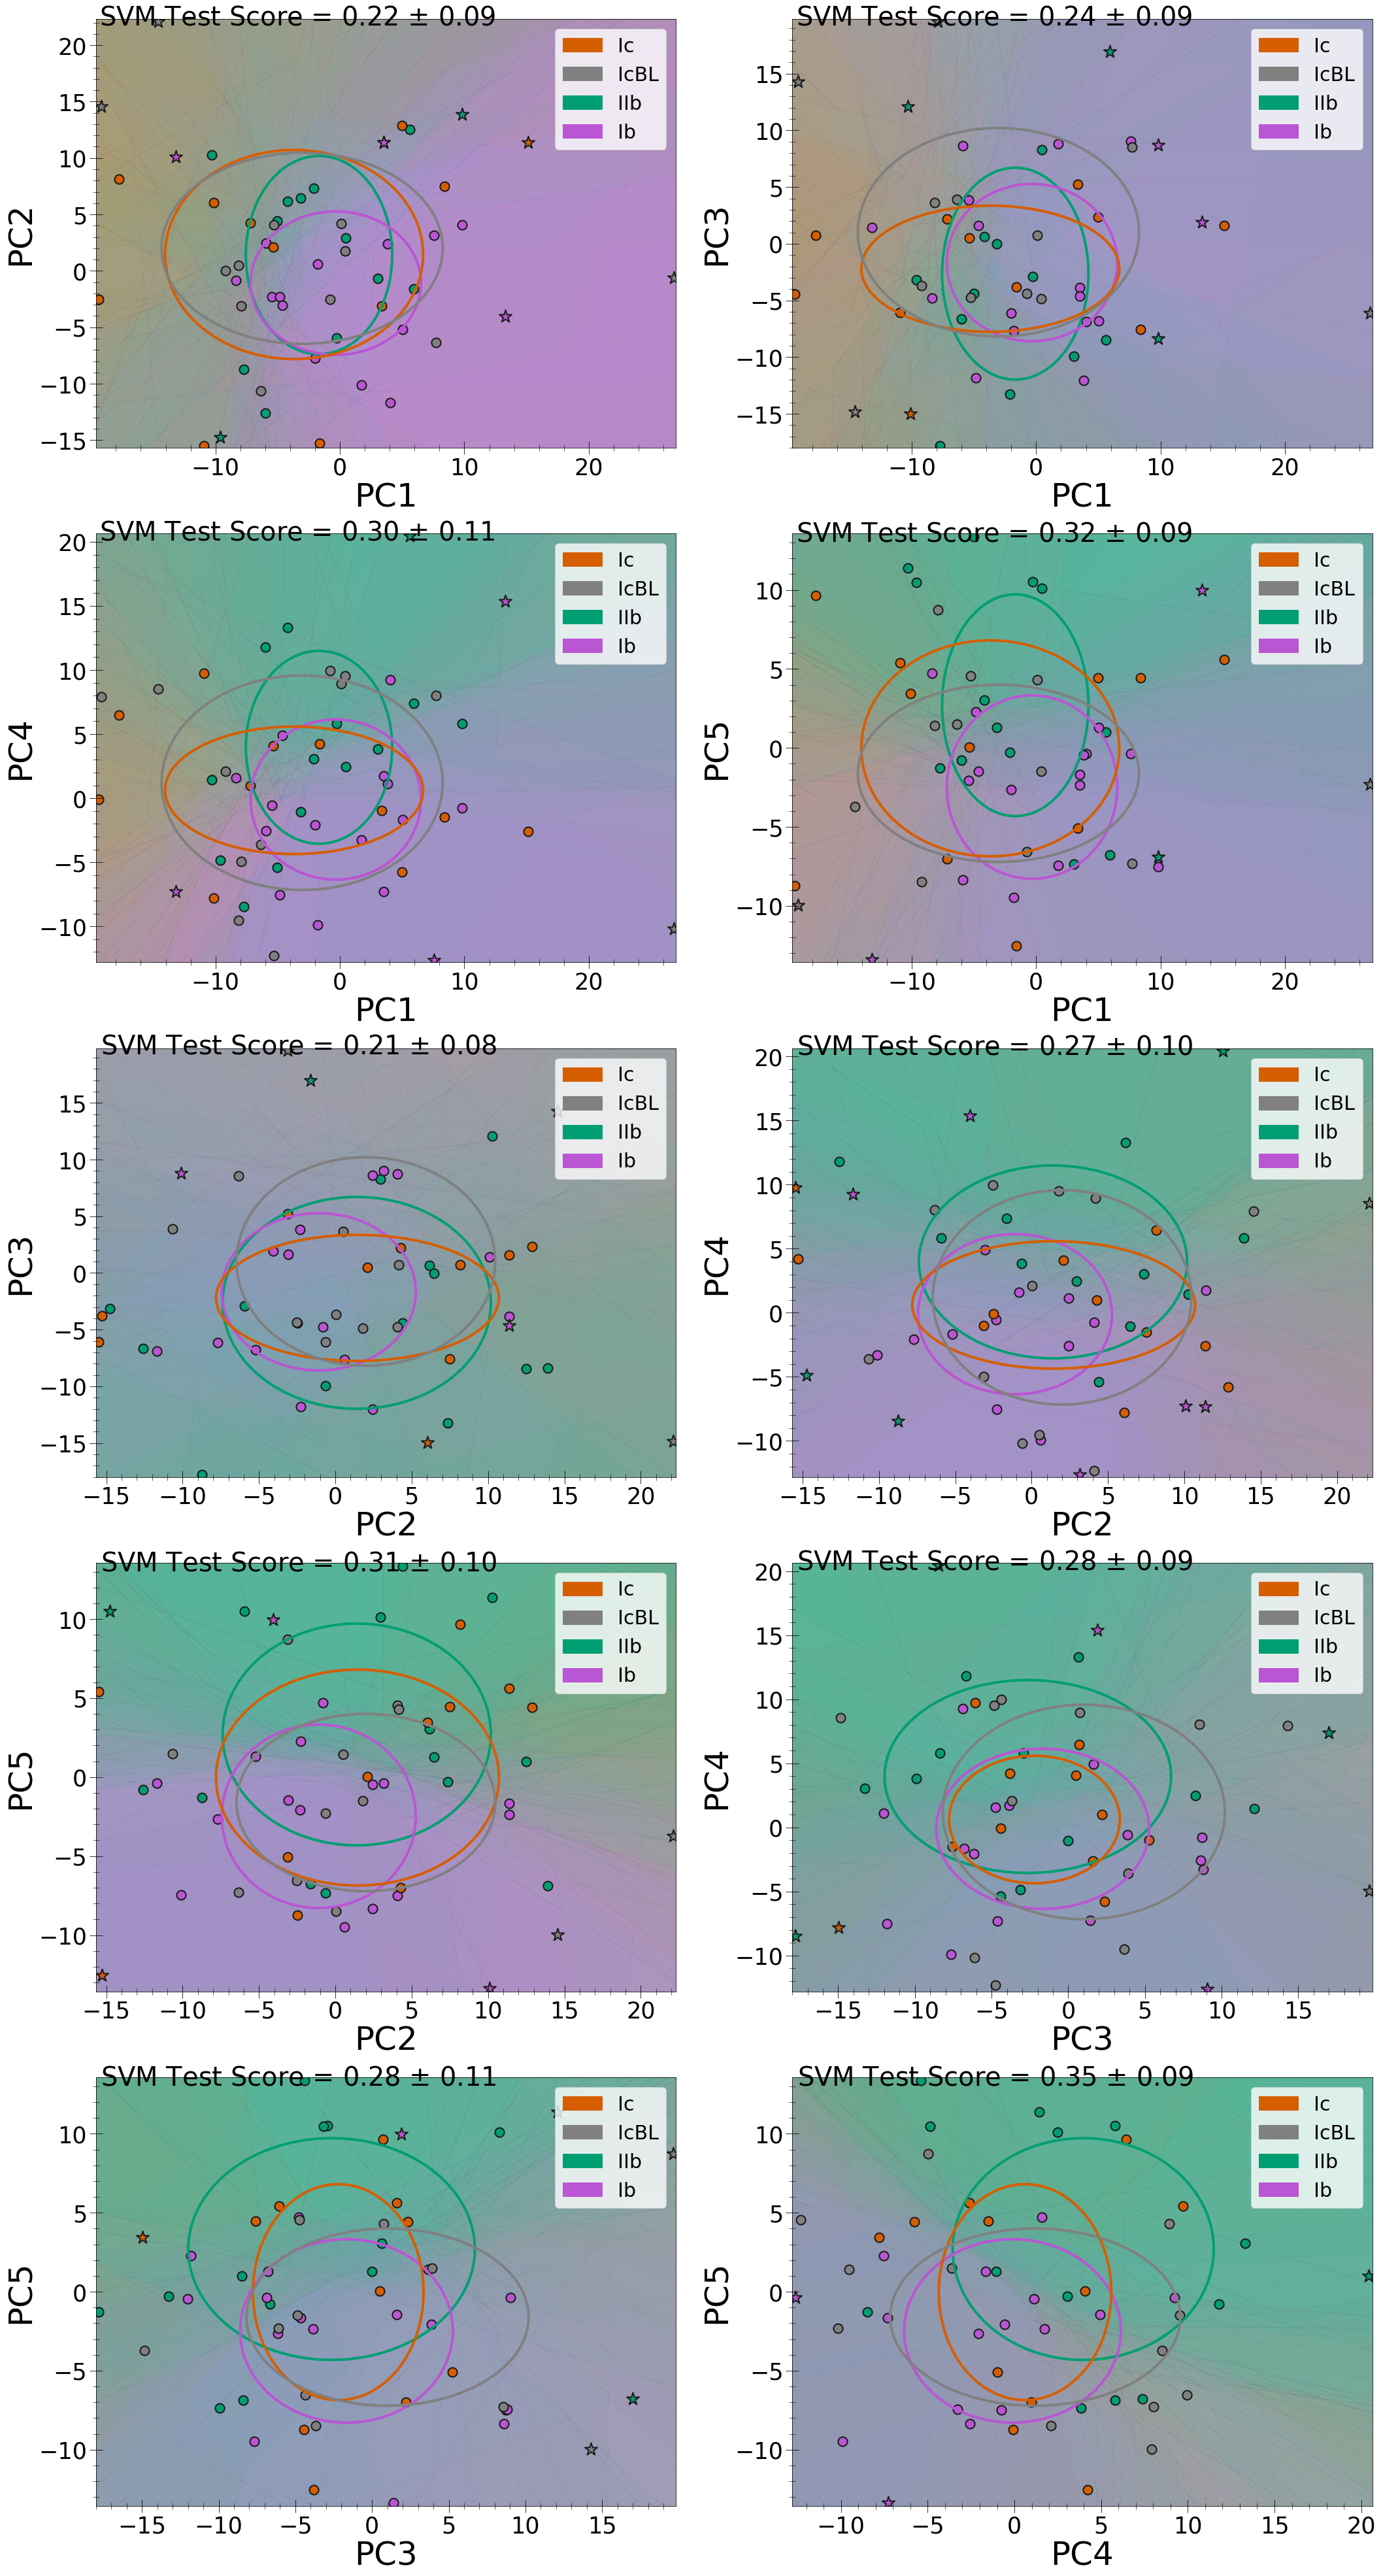 SVM Test Score = 0.22 ± 0.09
Ic
IcBL
IIb
Ib
PC2
20
15
10
5
0
−5
−10
−15
−10 0 10 20
PC1
SVM Test Score = 0.24 ± 0.09
Ic
IcBL
IIb
Ib
PC3
15
10
5
0
−5
−10
−15
−10 0 10 20
PC1
SVM Test Score = 0.30 ± 0.11
Ic
IcBL
IIb
Ib
PC4
20
15
10
5
0
−5
−10
−10 0 10 20
PC1
SVM Test Score = 0.32 ± 0.09
Ic
IcBL
IIb
Ib
PC5
10
5
0
−5
−10
−10 0 10 20
PC1
SVM Test Score = 0.21 ± 0.08
Ic
IcBL
IIb
Ib
PC3
15
10
5
0
−5
−10
−15
−15 −10 −5 0 5 10 15 20
PC2
SVM Test Score = 0.27 ± 0.10
Ic
IcBL
IIb
Ib
PC4
20
15
10
5
0
−5
−10
−15 −10 −5 0 5 10 15 20
PC2
SVM Test Score = 0.31 ± 0.10
Ic
IcBL
IIb
Ib
PC5
10
5
0
−5
−10
−15 −10 −5 0 5 10 15 20
PC2
SVM Test Score = 0.28 ± 0.09
Ic
IcBL
IIb
Ib
PC4
20
15
10
5
0
−5
−10
−15 −10 −5 0 5 10 15
PC3
SVM Test Score = 0.28 ± 0.11
Ic
IcBL
IIb
Ib
PC5
10
5
0
−5
−10
−15 −10 −5 0 5 10 15
PC3
SVM Test Score = 0.35 ± 0.09
Ic
IcBL
IIb
Ib
PC5
10
5
0
−5
−10
−10 −5 0 5 10 15 20
PC4